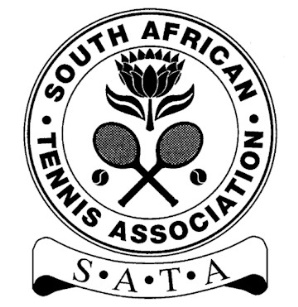 SOUTH AFRICAN
• TENNIS ASSOCIATION •
S•A•T•A